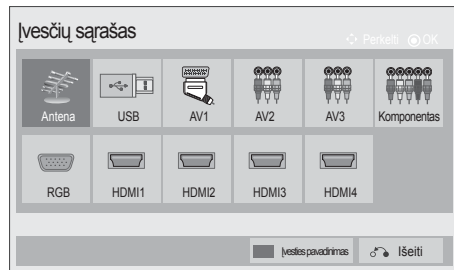 Įvesčių sąrašas
Perkelti OK
Antena USB AV1 AV2 AV3 Komponentas
RGB HDMI1 HDMI2 HDMI3 HDMI4
Įvesties pavadinimas Išeiti